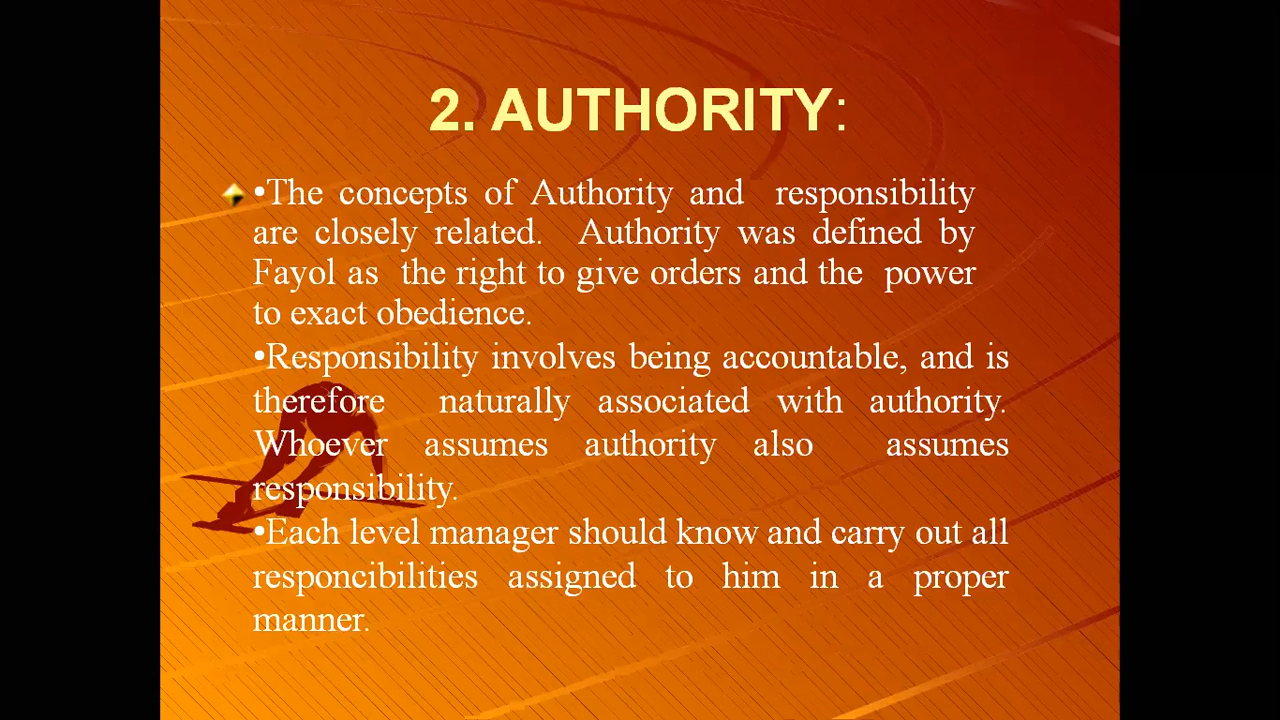 2. AUTHORITY:
•The concepts of Authority and responsibility
are closely related. Authority was defined by
Fayol as the right to give orders and the power
to exact obedience.
•Responsibility involves being accountable, and is
therefore naturally associated with authority.
Whoever assumes authority also assumes
responsibility.
•Each level manager should know and carry out all
responcibilities assigned to him in a proper
manner.